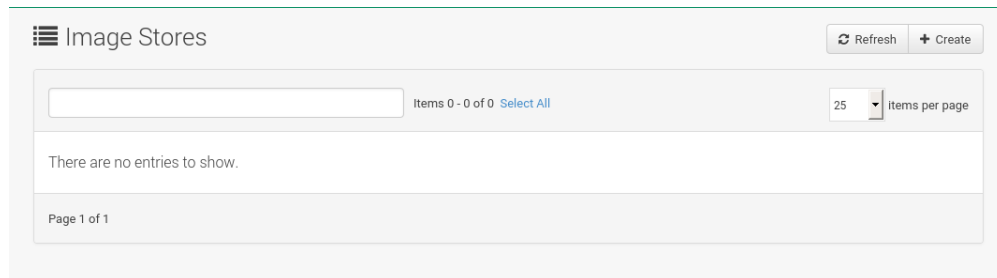 Image Stores
Refresh
Create
Items 0 - 0 of 0 Select All
25 items per page
There are no entries to show.
Page 1 of 1